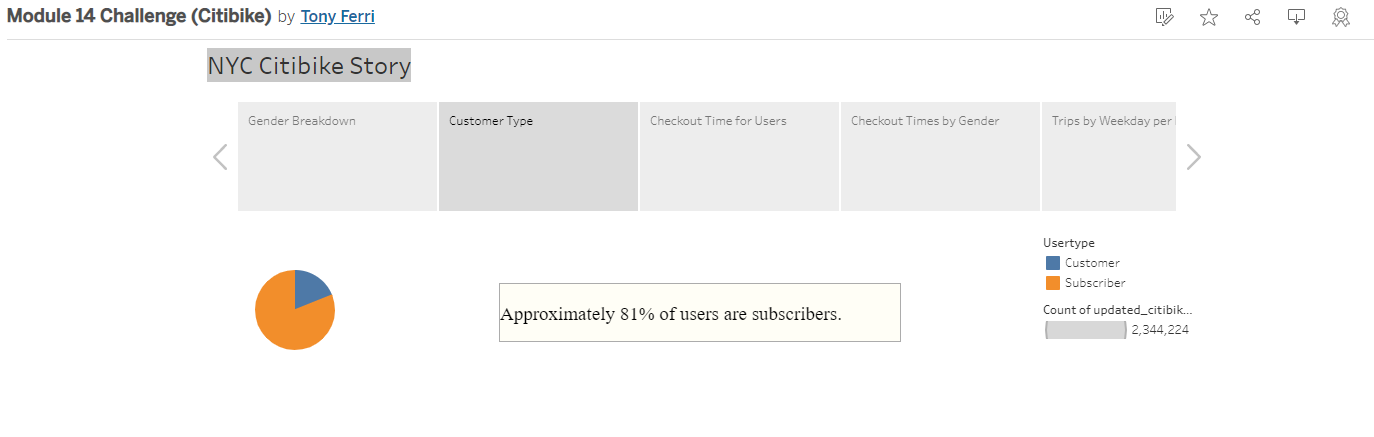 Module 14 Challenge (Citibike) by Tony Ferri
NYC Citibike Story
Gender Breakdown
Customer Type
Checkout Time for Users
Checkout Times by Gender
Trips by Weekday per
Usertype
Customer
Subscriber
Count of updated_citibik...
2,344,224
Approximately 81% of users are subscribers.